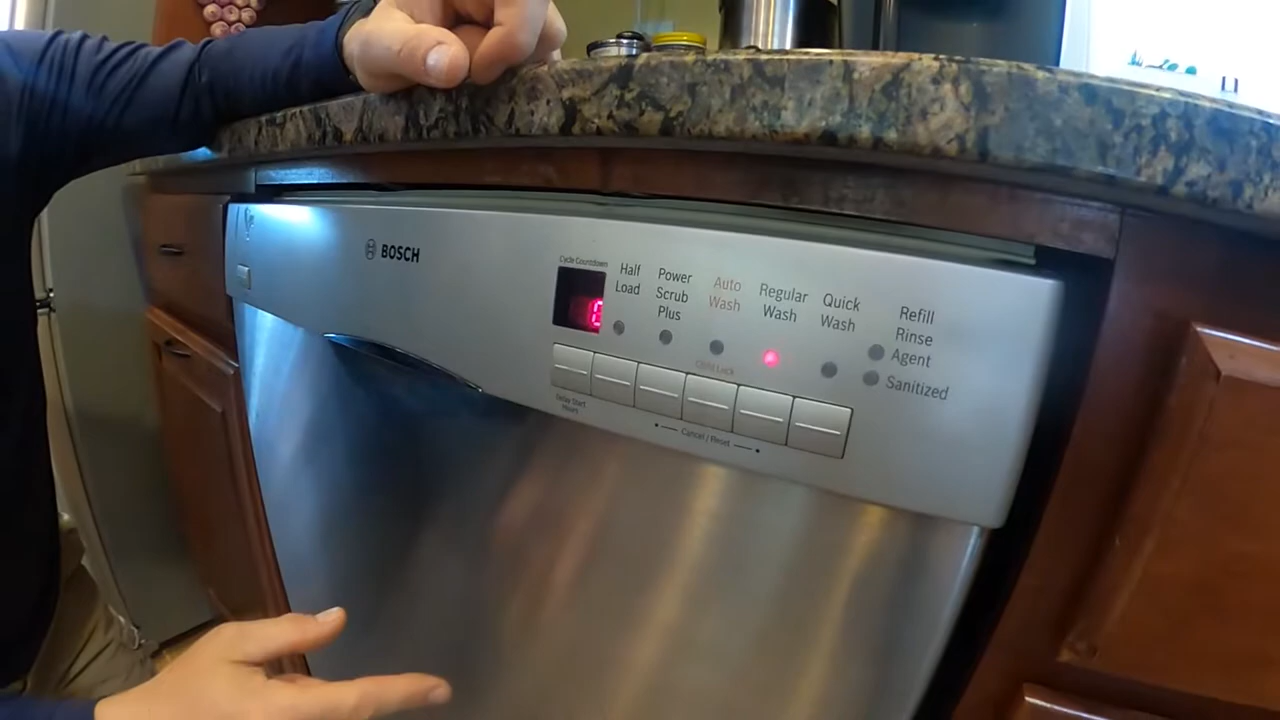 BOSCH
Cycle Countdown
Half
Load
Power
Scrub
Plus
Auto
Wash
Regular
Wash
Quick
Wash
Refill
Rinse
Agent
Sanitized
Child Lock
Delay Start
Hours
Cancel / Reset